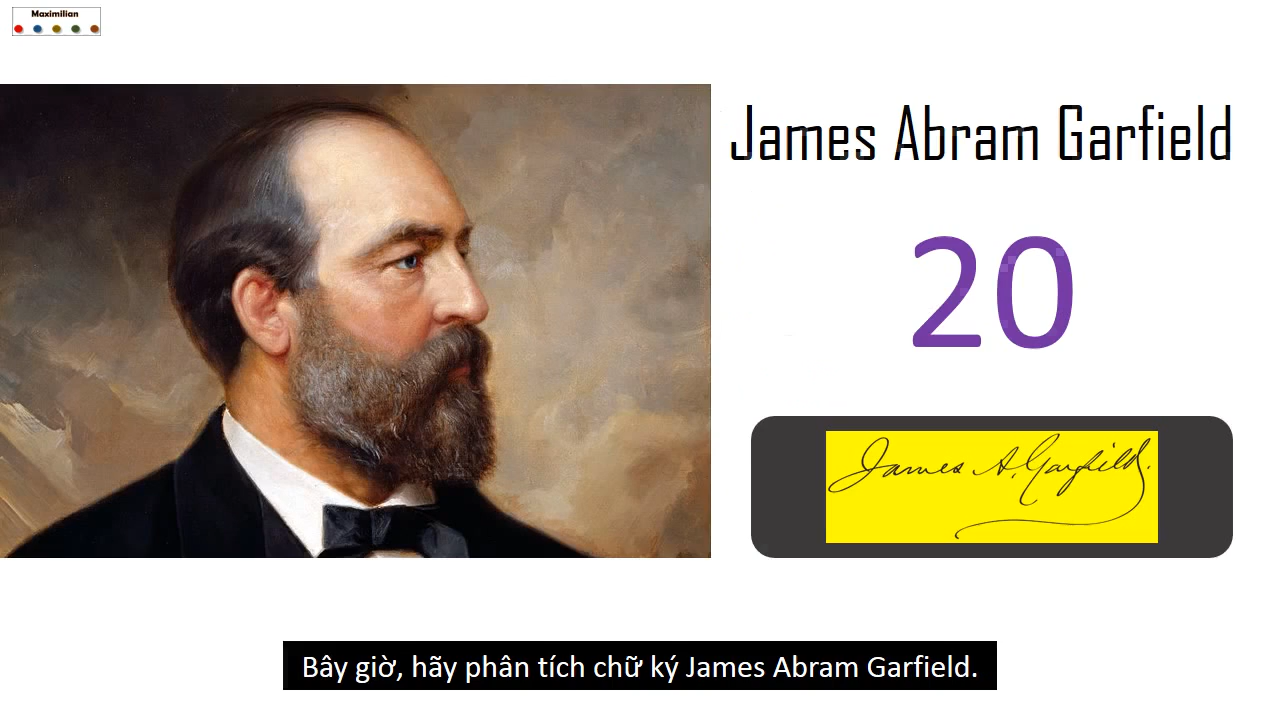 Maximilian
James Abram Garfield
20
James A. Garfield.
Bây giờ, hãy phân tích chữ ký James Abram Garfield.